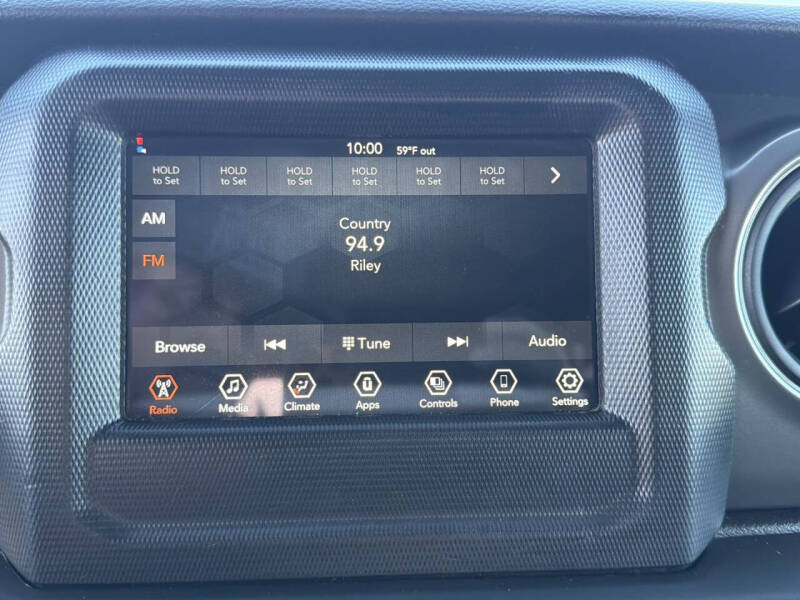 10:00 59°F out
HOLD to Set HOLD to Set HOLD to Set HOLD to Set HOLD to Set HOLD to Set
AM
FM
Country
94.9
Riley
Browse Tune Audio
Radio Media Climate Apps Controls Phone Settings